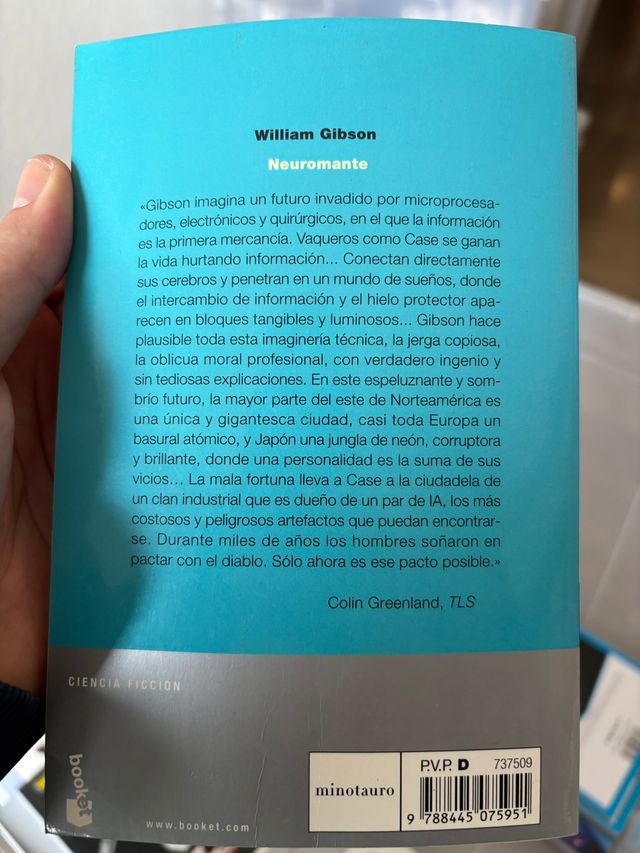 William Gibson
Neuromante
«Gibson imagina un futuro invadido por microprocesa-
dores, electrónicos y quirúrgicos, en el que la información
es la primera mercancía. Vaqueros como Case se ganan
la vida hurtando información... Conectan directamente
sus cerebros y penetran en un mundo de sueños, donde
el intercambio de información y el hielo protector apa-
recen en bloques tangibles y luminosos... Gibson hace
plausible toda esta imaginería técnica, la jerga copiosa,
la oblicua moral profesional, con verdadero ingenio y
sin tediosas explicaciones. En este espeluznante y som-
brío futuro, la mayor parte del este de Norteamérica es
una única y gigantesca ciudad, casi toda Europa un
basural atómico, y Japón una jungla de neón, corruptora
y brillante, donde una personalidad es la suma de sus
vicios... La mala fortuna lleva a Case a la ciudadela de
un clan industrial que es dueño de un par de IA, los más
costosos y peligrosos artefactos que puedan encontrar-
se. Durante miles de años los hombres soñaron en
pactar con el diablo. Sólo ahora es ese pacto posible.»
Colin Greenland, TLS
CIENCIA FICCIÓN
booket
www.booket.com
minotauro
P.V.P. D 737509
9 788445 075951